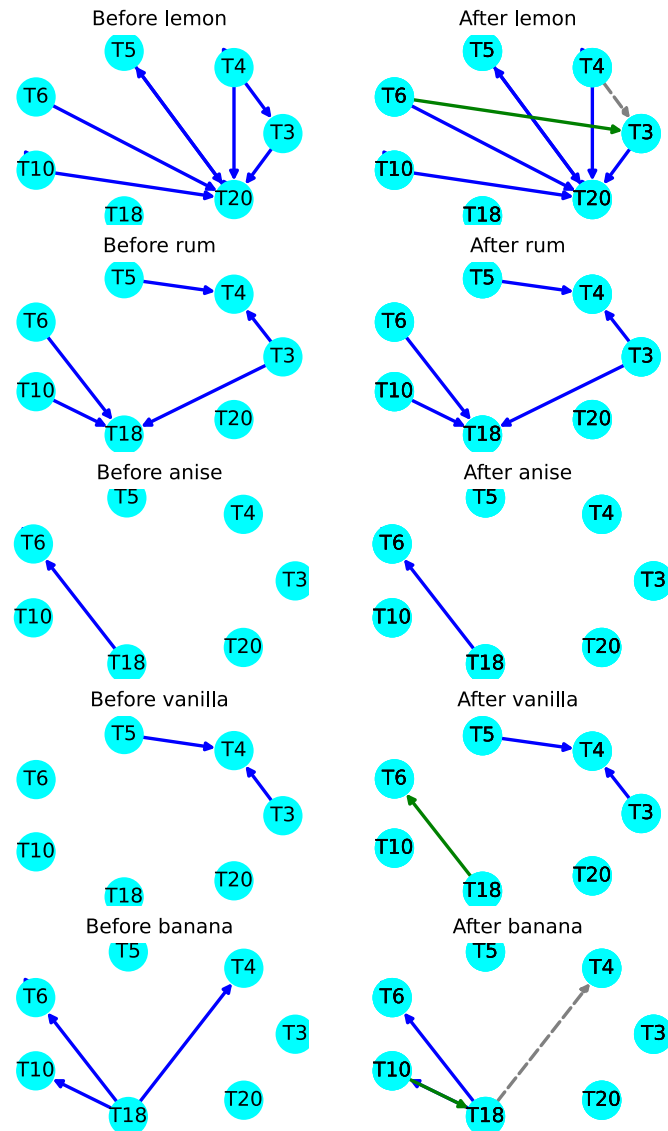 Before lemon
After lemon
T5
T4
T6
T3
T10
T20
T18
T5
T4
T6
T3
T10
T20
T18
Before rum
After rum
T5
T4
T6
T3
T10
T20
T18
T5
T4
T6
T3
T10
T20
T18
Before anise
After anise
T5
T4
T6
T3
T10
T20
T18
T5
T4
T6
T3
T10
T20
T18
Before vanilla
After vanilla
T5
T4
T6
T3
T10
T20
T18
T5
T4
T6
T3
T10
T20
T18
Before banana
After banana
T5
T4
T6
T3
T10
T20
T18
T5
T4
T6
T3
T10
T20
T18